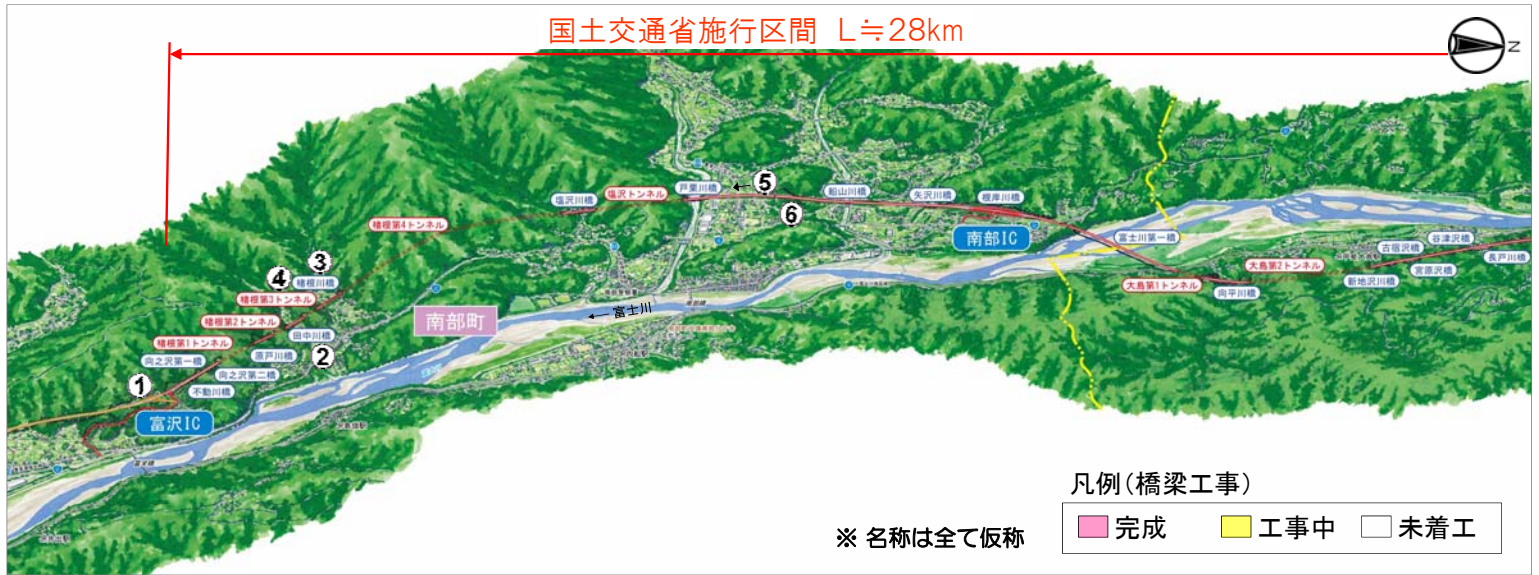 国土交通省施行区間 L≒28km
N
⑤
戸栗川橋
船山川橋
矢沢川橋
根岸川橋
塩沢トンネル
塩沢川橋
⑥
楮根第4トンネル
南部IC
富士川第一橋
谷津沢橋
古宿沢橋
長戸川橋
大島第2トンネル
宮原沢橋
新地沢川橋
大島第1トンネル
向平川橋
③
④
楮根川橋
楮根第3トンネル
楮根第2トンネル
南部町
富士川
田中川橋
楮根第1トンネル
原戸川橋
②
向之沢第一橋
向之沢第二橋
①
不動川橋
富沢IC
凡例(橋梁工事)
完成
工事中
未着工
※ 名称は全て仮称